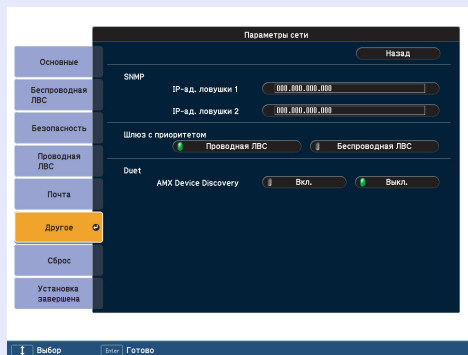 Параметры сети
Назад
Основные
Беспроводная
ЛВС
Безопасность
Проводная
ЛВС
Почта
Другое
Сброс
Установка
завершена
SNMP
IP-ад. ловушки 1 000.000.000.000
IP-ад. ловушки 2 000.000.000.000
Шлюз с приоритетом
Проводная ЛВС Беспроводная ЛВС
Duet
AMX Device Discovery Вкл. Выкл.
Выбор Enter Готово